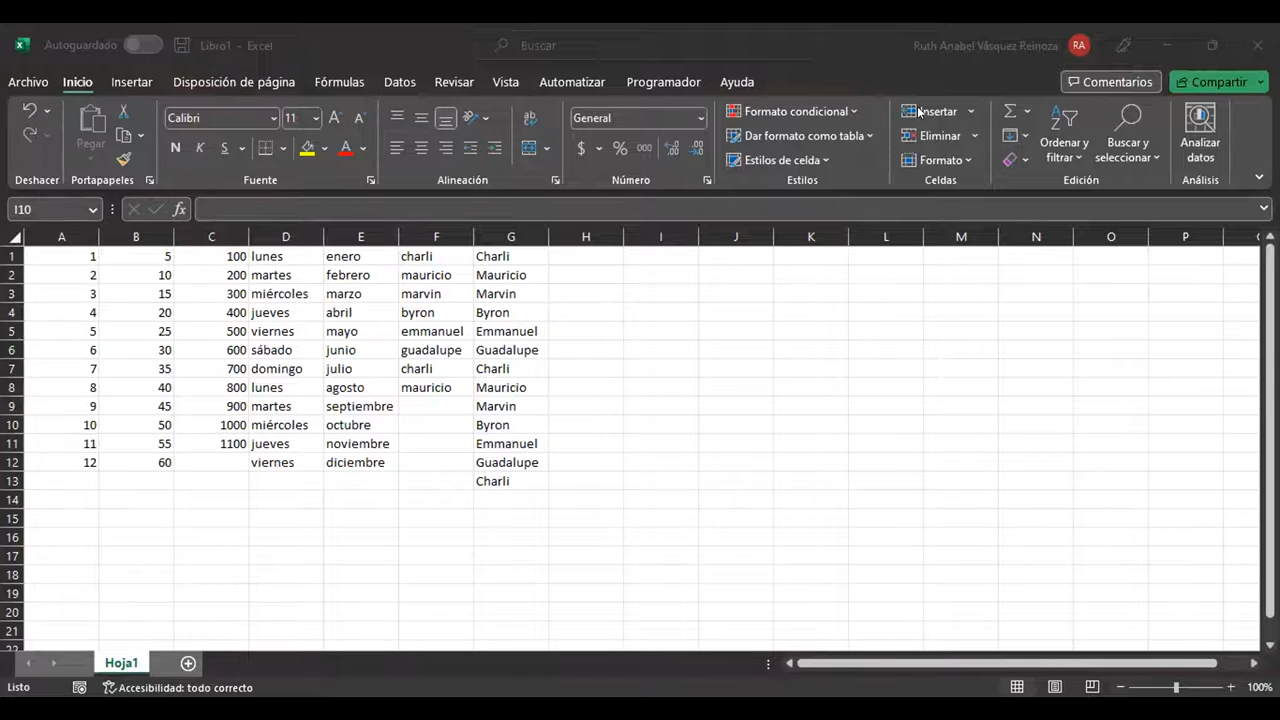 Autoguardado Libro1 - Excel Buscar Ruth Anabel Vásquez Reinoza RA
Archivo Inicio Insertar Disposición de página Fórmulas Datos Revisar Vista Automatizar Programador Ayuda Comentarios Compartir
Calibri 11 General Formato condicional Insertar
Pegar N K S $ % 000 Dar formato como tabla Eliminar Ordenar y filtrar Buscar y seleccionar Analizar datos
Estilos de celda Formato
Deshacer Portapapeles Fuente Alineación Número Estilos Celdas Edición Análisis
I10 fx
A B C D E F G H I J K L M N O P
1 1 5 100 lunes enero charli Charli
2 2 10 200 martes febrero mauricio Mauricio
3 3 15 300 miércoles marzo marvin Marvin
4 4 20 400 jueves abril byron Byron
5 5 25 500 viernes mayo emmanuel Emmanuel
6 6 30 600 sábado junio guadalupe Guadalupe
7 7 35 700 domingo julio charli Charli
8 8 40 800 lunes agosto mauricio Mauricio
9 9 45 900 martes septiembre Marvin
10 10 50 1000 miércoles octubre Byron
11 11 55 1100 jueves noviembre Emmanuel
12 12 60 viernes diciembre Guadalupe
13 Charli
14
15
16
17
18
19
20
21
22
Hoja1
Listo Accesibilidad: todo correcto 100%